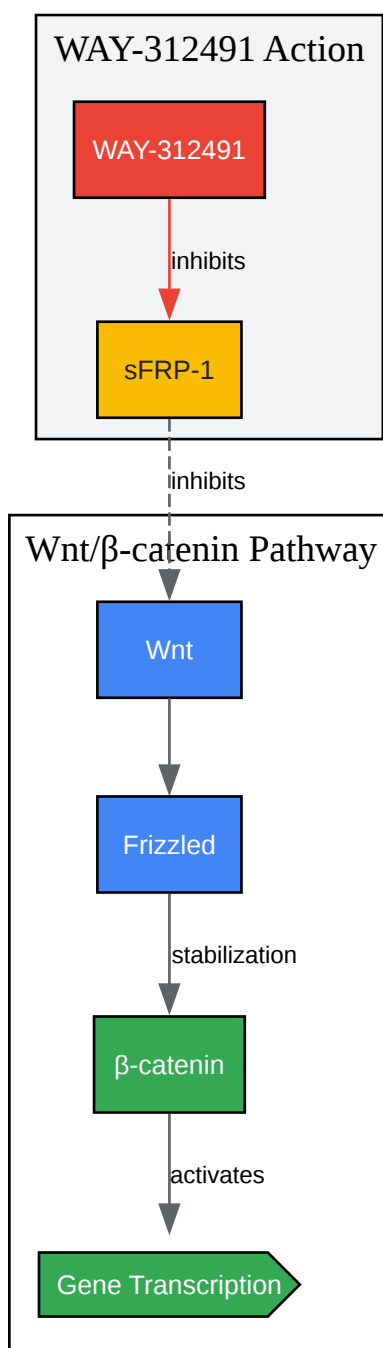 WAY-312491 Action
WAY-312491
inhibits
sFRP-1
inhibits
Wnt/β-catenin Pathway
Wnt
Frizzled
stabilization
β-catenin
activates
Gene Transcription